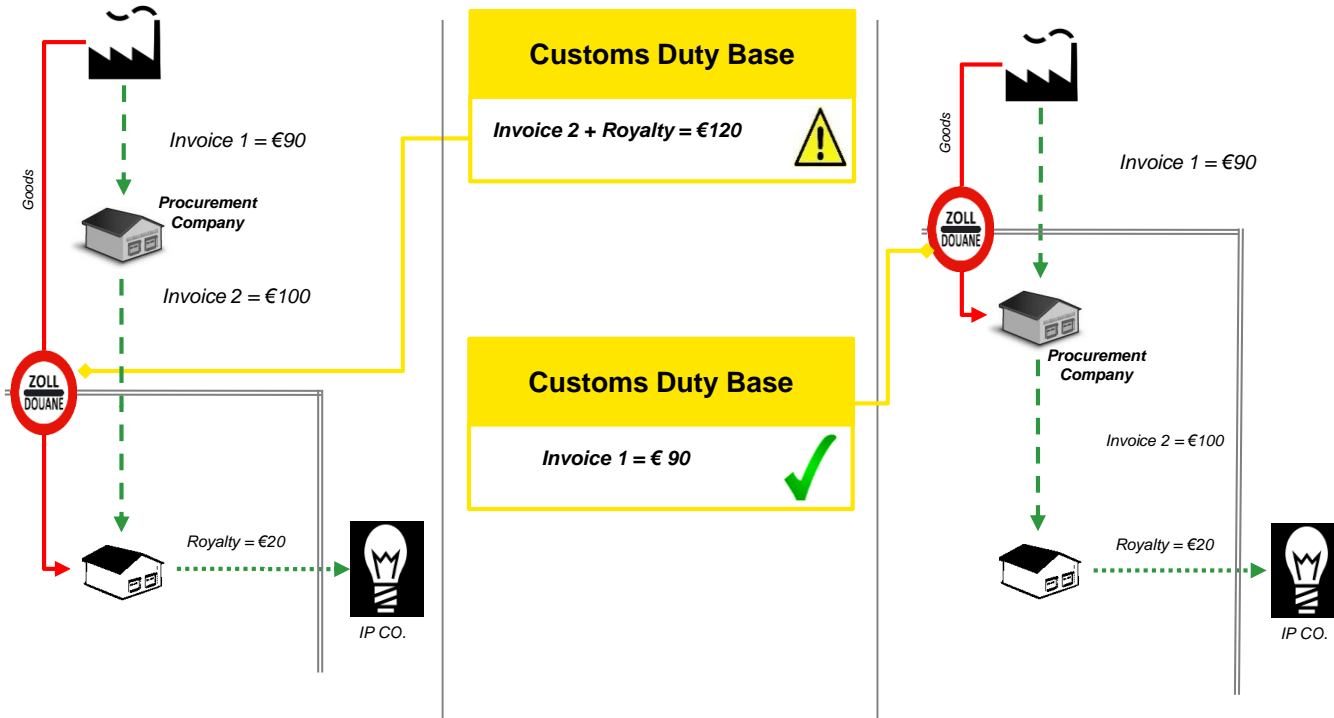 Goods
Invoice 1 = €90
Procurement
Company
Invoice 2 = €100
ZOLL
DOUANE
Royalty = €20
IP CO.
Customs Duty Base
Invoice 2 + Royalty = €120
Customs Duty Base
Invoice 1 = € 90
Goods
Invoice 1 = €90
ZOLL
DOUANE
Procurement
Company
Invoice 2 = €100
Royalty = €20
IP CO.